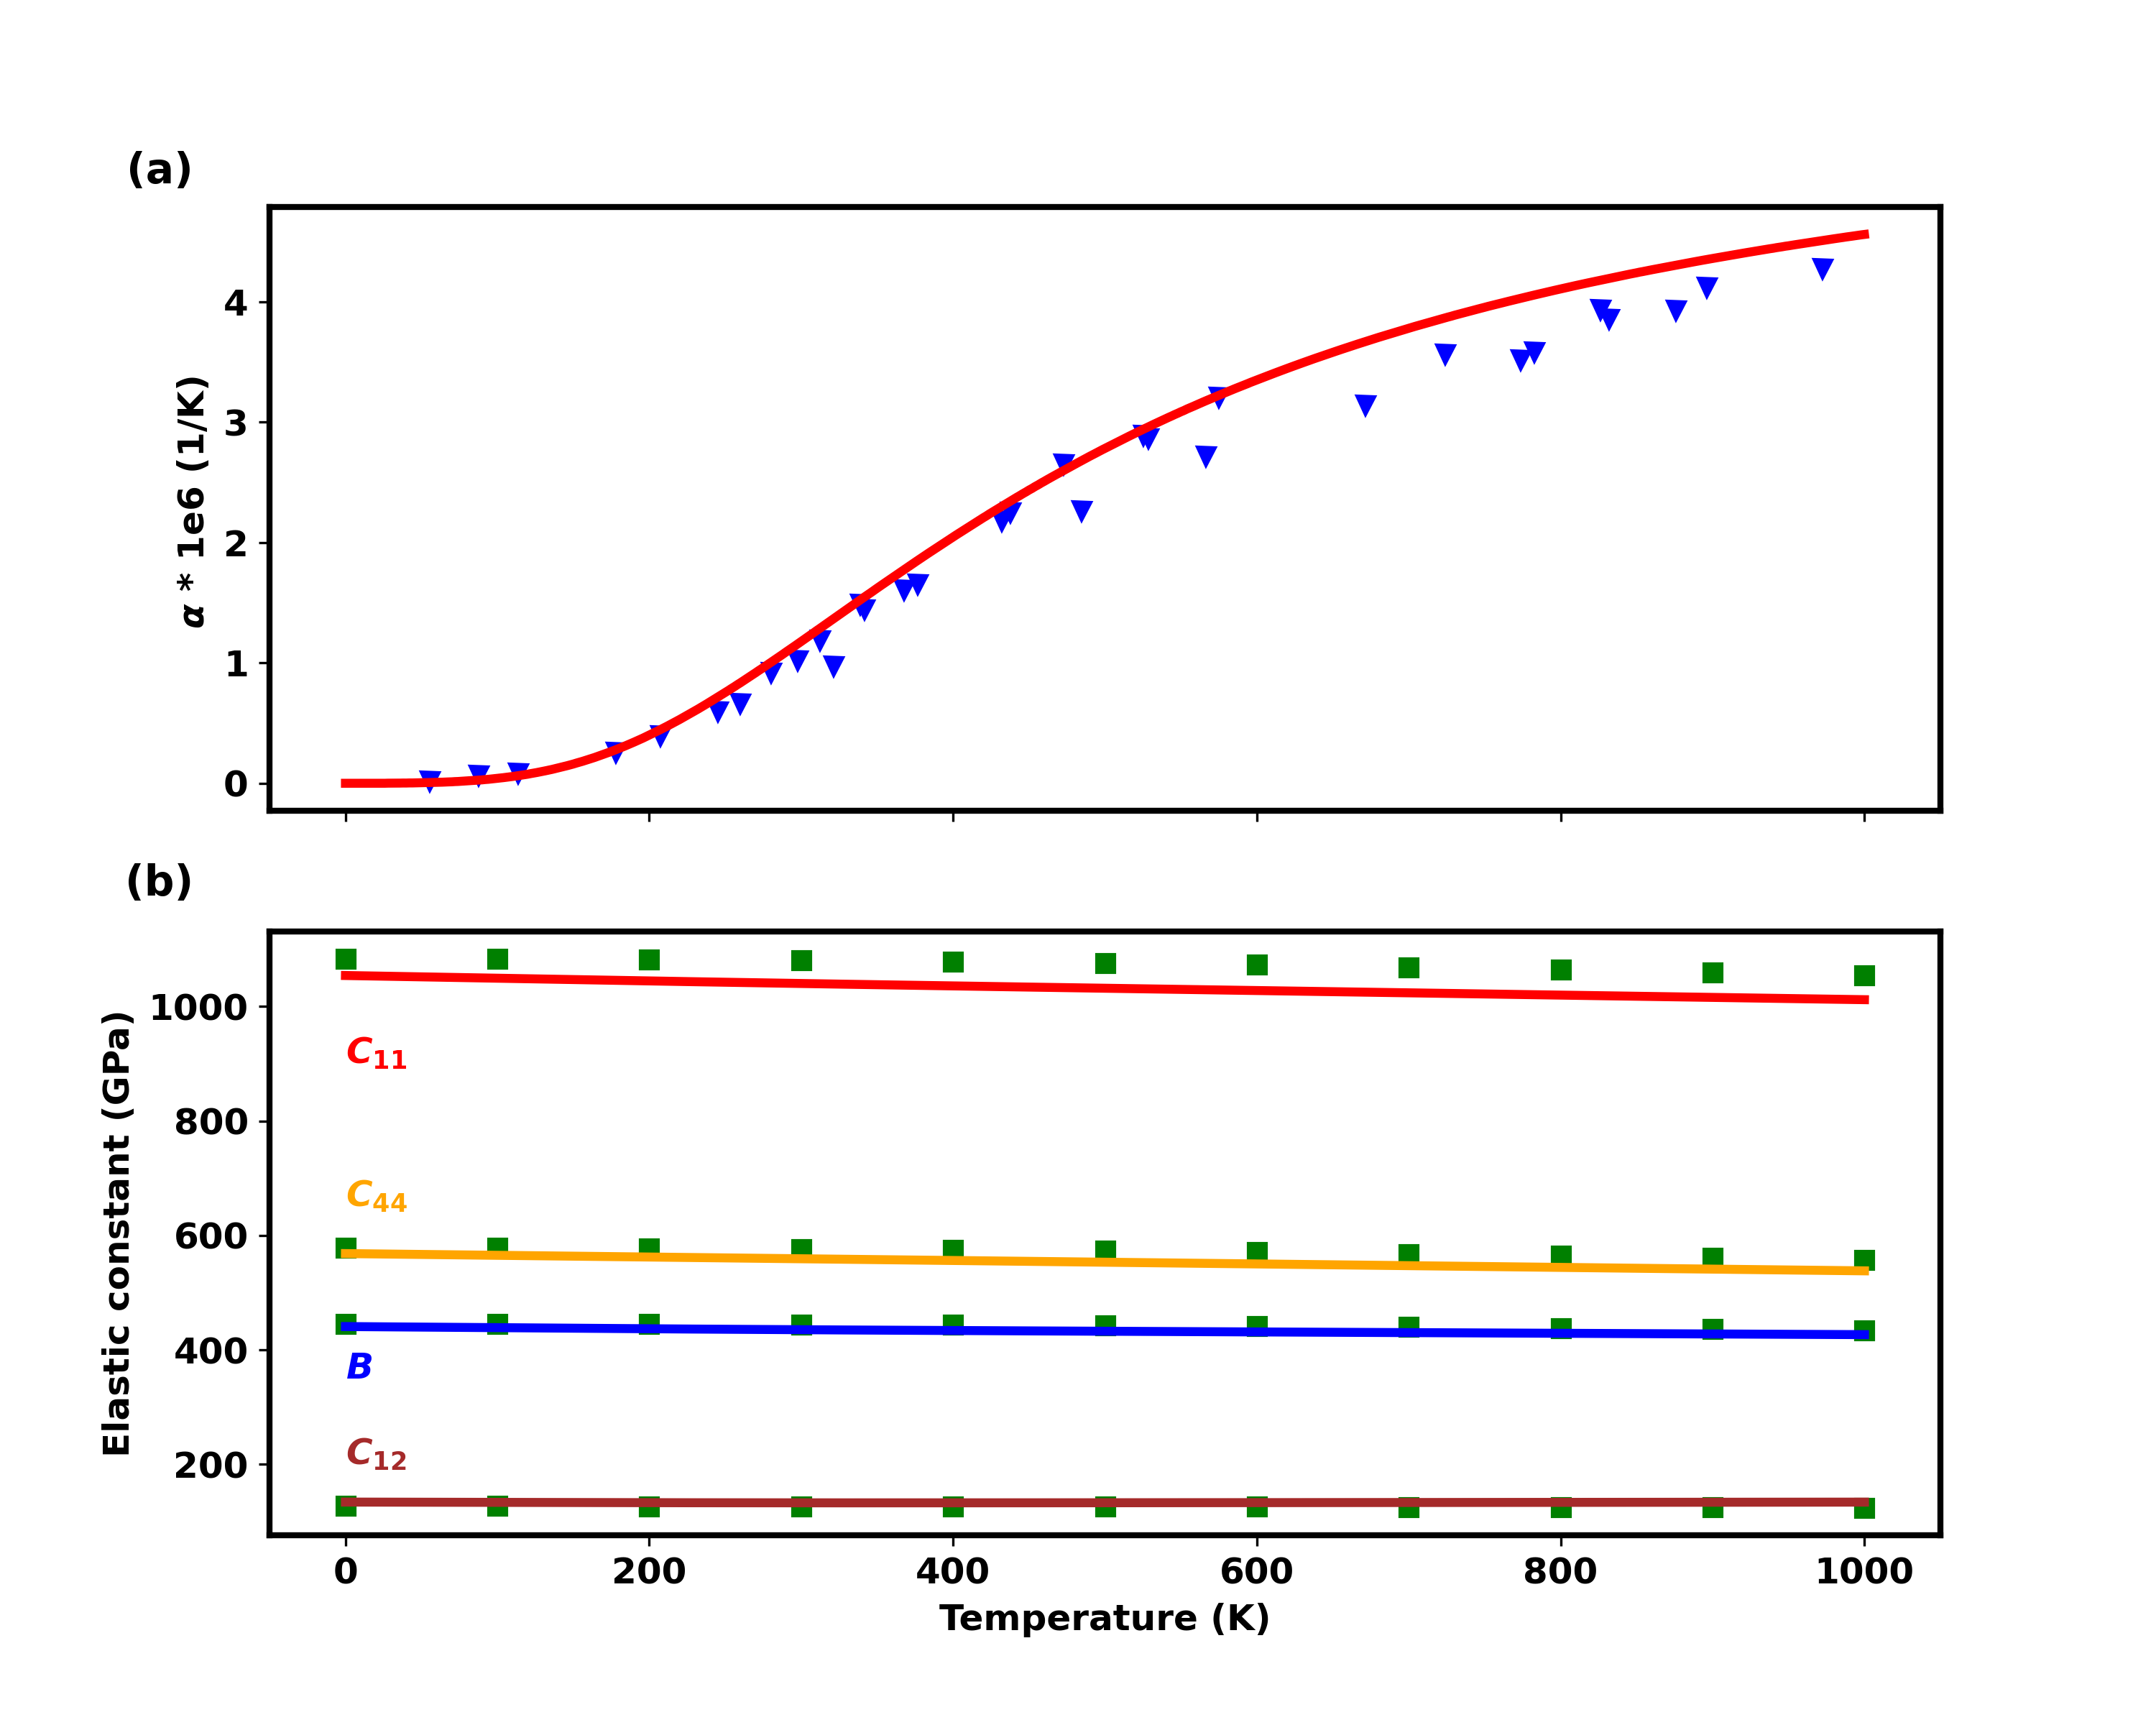 (a)
4
3
2
1
0
α * 1e6 (1/K)
(b)
1000
800
600
400
200
Elastic constant (GPa)
C₁₁
C₄₄
B
C₁₂
0 200 400 600 800 1000
Temperature (K)